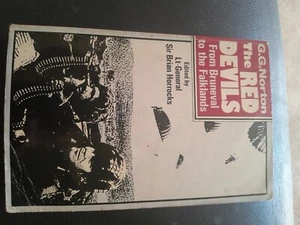 G.G.Norton
The RED
DEVILS
From Bruneval
to the Falklands
Edited by
Lt·General
Sir Brian Horrocks